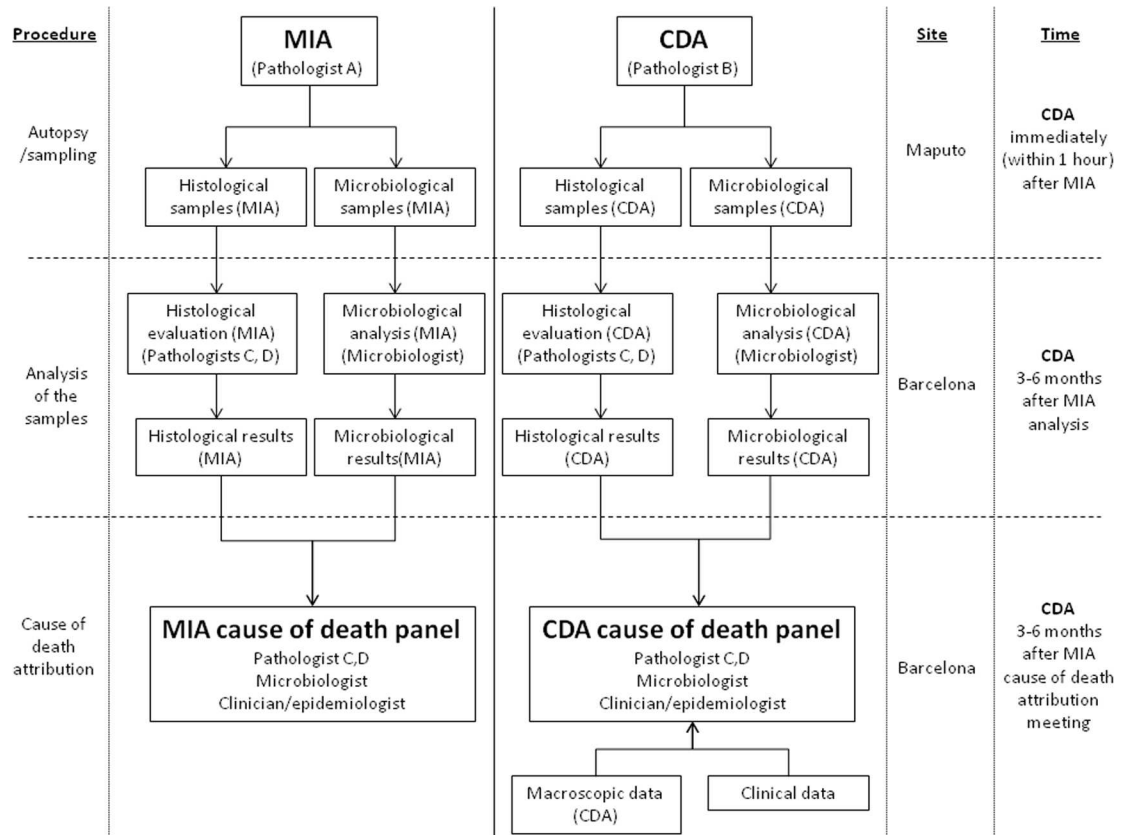 Procedure
MIA
(Pathologist A)
CDA
(Pathologist B)
Site
Time
Autopsy
/sampling
Histological
samples (MIA)
Microbiological
samples (MIA)
Histological
samples (CDA)
Microbiological
samples (CDA)
Maputo
CDA
immediately
(within 1 hour)
after MIA
Analysis
of the
samples
Histological
evaluation (MIA)
(Pathologists C, D)
Microbiological
analysis (MIA)
(Microbiologist)
Histological
evaluation (CDA)
(Pathologists C, D)
Microbiological
analysis (CDA)
(Microbiologist)
Histological results
(MIA)
Microbiological
results(MIA)
Histological results
(CDA)
Microbiological
results (CDA)
Barcelona
CDA
3-6 months
after MIA
analysis
Cause of
death
attribution
MIA cause of death panel
Pathologist C,D
Microbiologist
Clinician/epidemiologist
CDA cause of death panel
Pathologist C,D
Microbiologist
Clinician/epidemiologist
Macroscopic data
(CDA)
Clinical data
Barcelona
CDA
3-6 months
after MIA
cause of death
attribution
meeting